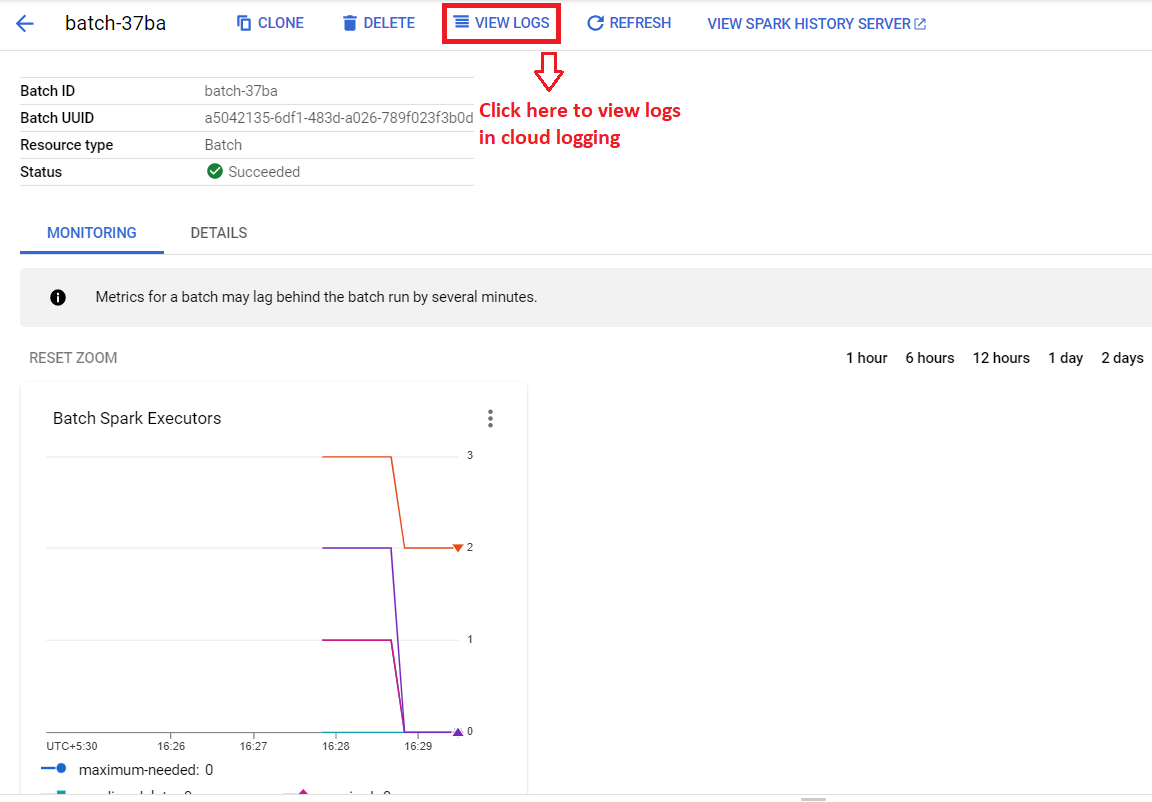 batch-37ba CLONE DELETE VIEW LOGS REFRESH VIEW SPARK HISTORY SERVER
Batch ID batch-37ba
Click here to view logs
Batch UUID a5042135-6df1-483d-a026-789f023f3b0d
in cloud logging
Resource type Batch
Status Succeeded
MONITORING DETAILS
Metrics for a batch may lag behind the batch run by several minutes.
RESET ZOOM 1 hour 6 hours 12 hours 1 day 2 days
Batch Spark Executors
3
2
1
0
UTC+5:30 16:26 16:27 16:28 16:29
maximum-needed: 0